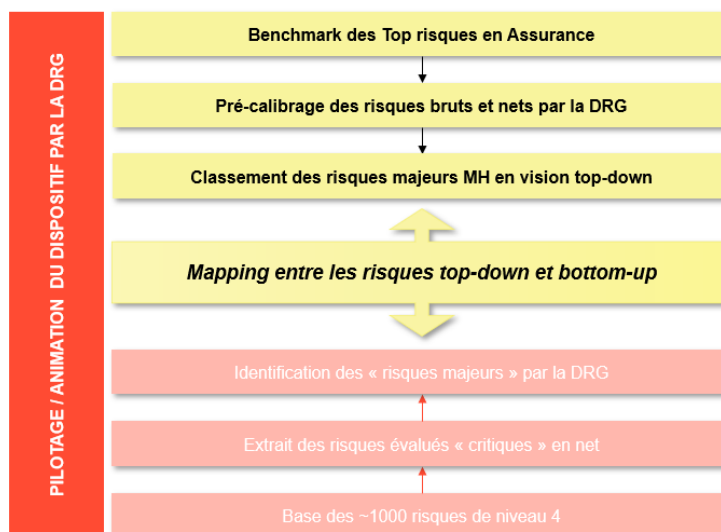 PILOTAGE / ANIMATION DU DISPOSITIF PAR LA DRG
Benchmark des Top risques en Assurance
Pré-calibrage des risques bruts et nets par la DRG
Classement des risques majeurs MH en vision top-down
Mapping entre les risques top-down et bottom-up
Identification des « risques majeurs » par la DRG
Extrait des risques évalués « critiques » en net
Base des ~1000 risques de niveau 4